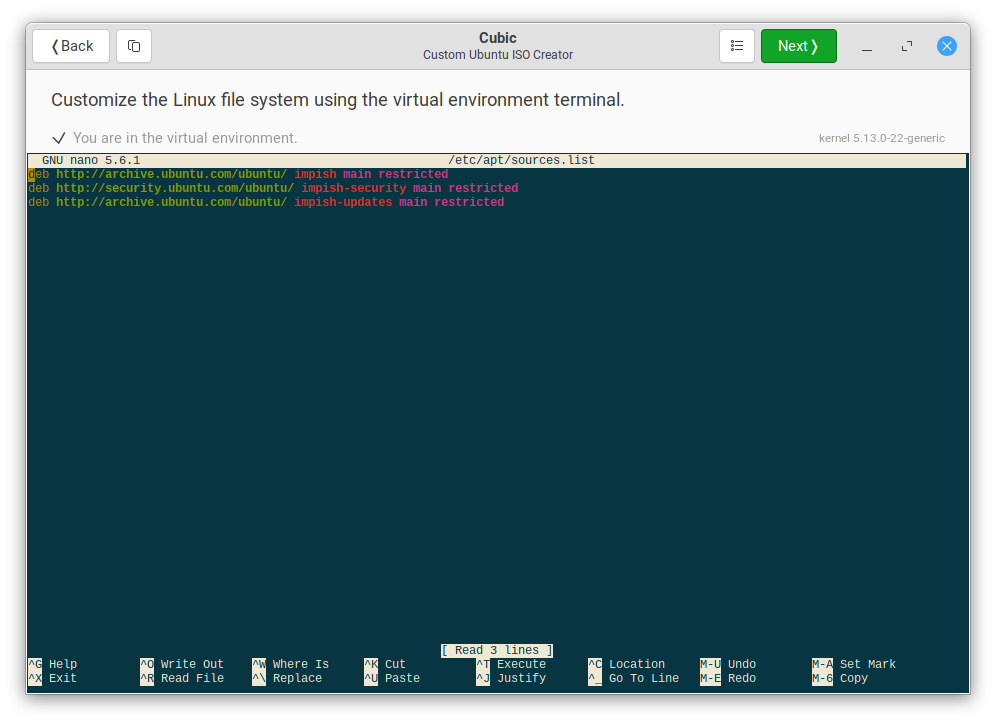 ❬Back
Cubic
Custom Ubuntu ISO Creator
Next❭
Customize the Linux file system using the virtual environment terminal.
You are in the virtual environment.
kernel 5.13.0-22-generic
GNU nano 5.6.1 /etc/apt/sources.list
deb http://archive.ubuntu.com/ubuntu/ impish main restricted
deb http://security.ubuntu.com/ubuntu/ impish-security main restricted
deb http://archive.ubuntu.com/ubuntu/ impish-updates main restricted
[ Read 3 lines ]
^G Help ^O Write Out ^W Where Is ^K Cut ^T Execute ^C Location M-U Undo M-A Set Mark
^X Exit ^R Read File ^\ Replace ^U Paste ^J Justify ^_ Go To Line M-E Redo M-6 Copy